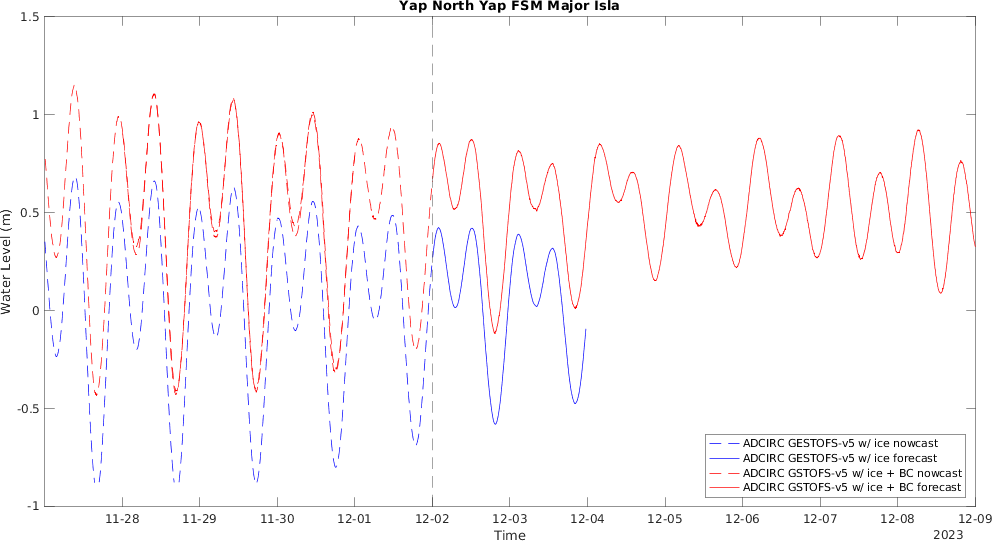 Yap North Yap FSM Major Isla
1.5
1
0.5
0
-0.5
-1
Water Level (m)
11-28 11-29 11-30 12-01 12-02 12-03 12-04 12-05 12-06 12-07 12-08 12-09
Time
2023
ADCIRC GESTOFS-v5 w/ ice nowcast
ADCIRC GESTOFS-v5 w/ ice forecast
ADCIRC GSTOFS-v5 w/ ice + BC nowcast
ADCIRC GSTOFS-v5 w/ ice + BC forecast